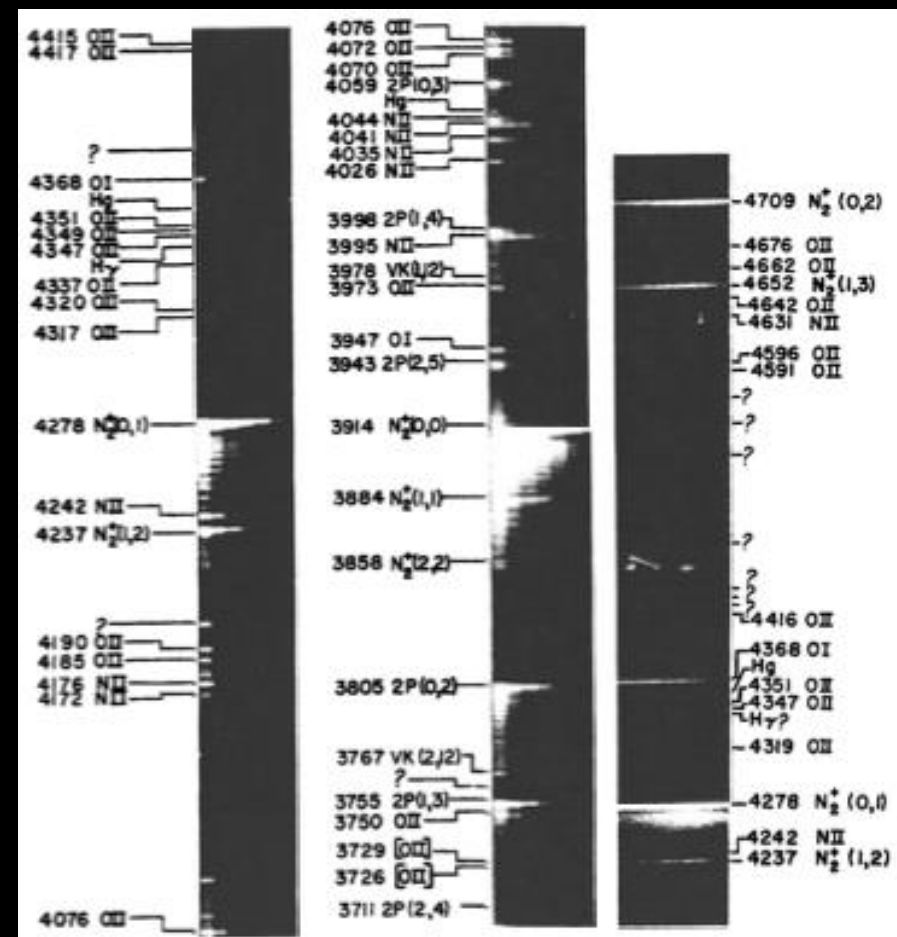 4415 OII
4417 OII
?
4368 OI
Hg
4351 OII
4349 OII
4347 OII
Hγ
4337 OII
4320 OII
4317 OII
4278 N₂⁺(0,1)
4242 NII
4237 N₂⁺(1,2)
?
4190 OII
4185 OII
4176 NII
4172 NII
4076 OII
4076 OII
4072 OII
4070 OII
4059 2P(0,3)
Hg
4044 NII
4041 NII
4035 NII
4026 NII
3998 2P(1,4)
3995 NII
3978 VK(1,12)
3973 OII
3947 OI
3943 2P(2,5)
3914 N₂⁺(0,0)
3884 N₂⁺(1,1)
3858 N₂⁺(2,2)
3805 2P(0,2)
3767 VK(2,12)
?
3755 2P(1,3)
3750 OII
3729 [OII]
3726 [OII]
3711 2P(2,4)
4709 N₂⁺(0,2)
4676 OII
4662 OII
4652 N₂⁺(1,3)
4642 OII
4631 NII
4596 OII
4591 OII
?
?
?
?
?
?
?
4416 OII
4368 OI
Hg
4351 OII
4347 OII
Hγ?
4319 OII
4278 N₂⁺(0,1)
4242 NII
4237 N₂⁺(1,2)